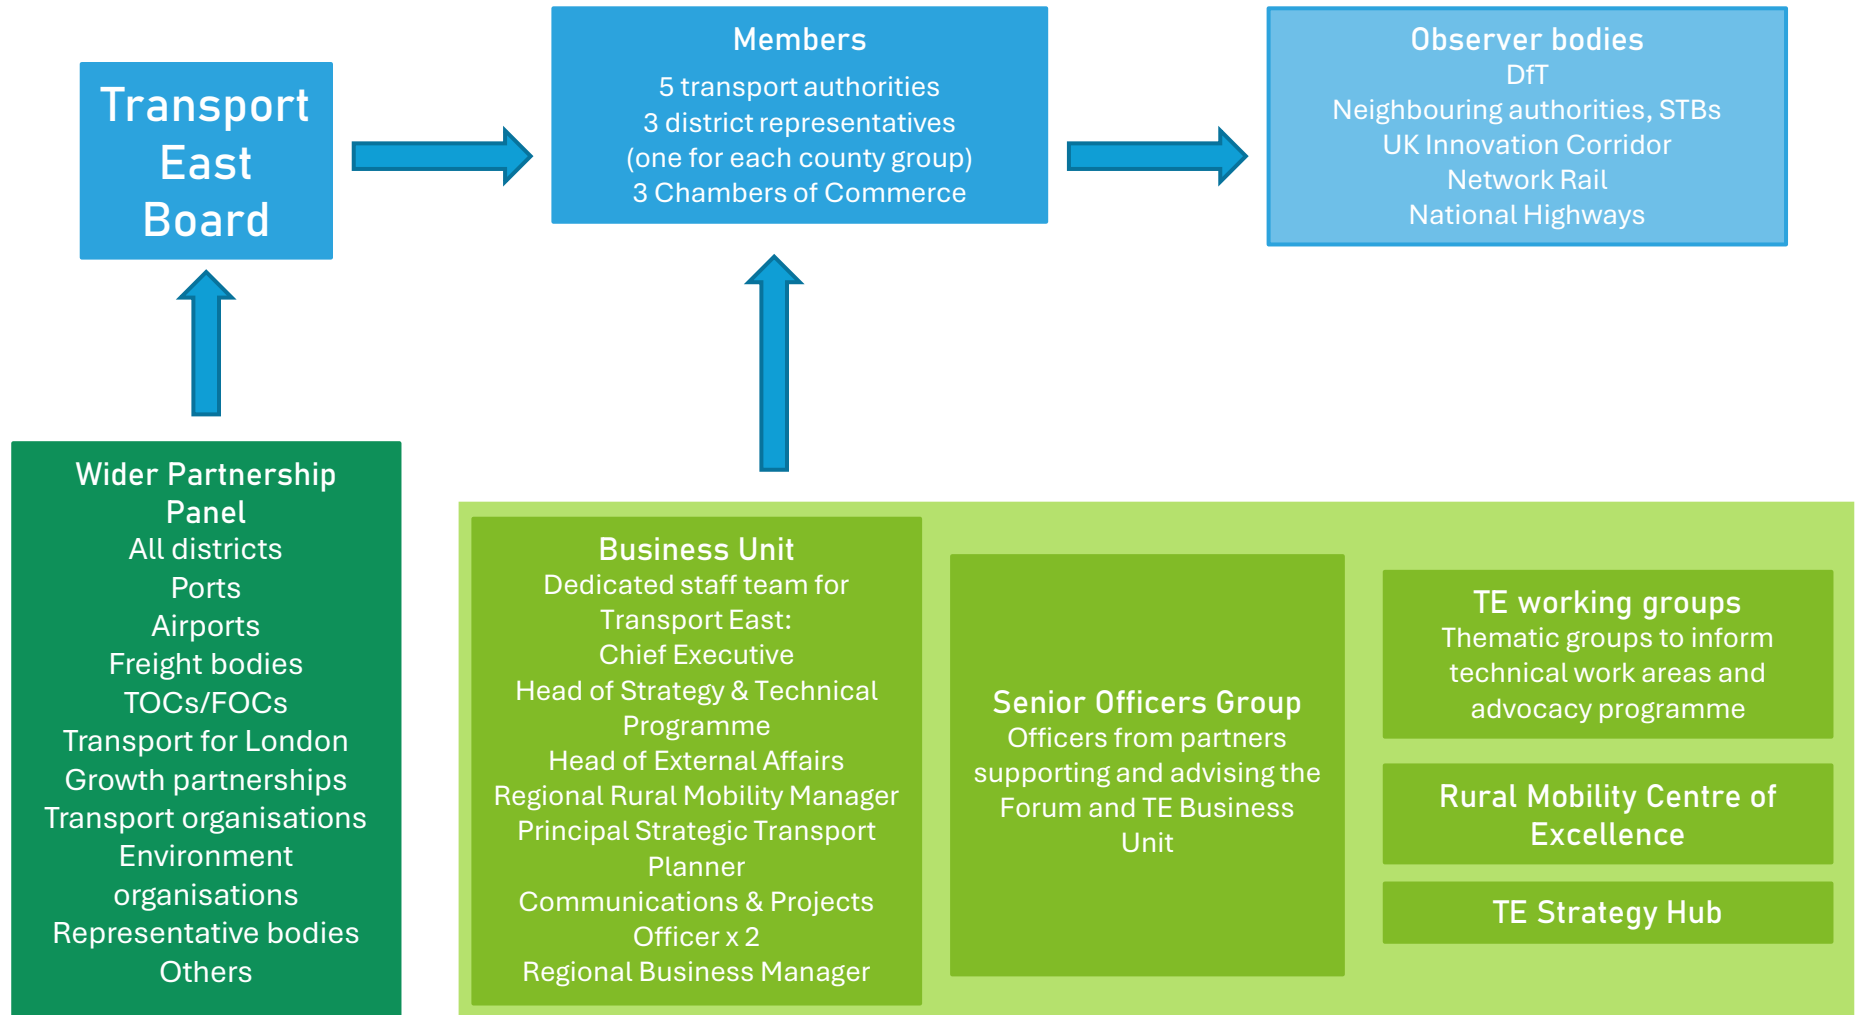 Transport
East
Board
Members
5 transport authorities
3 district representatives
(one for each county group)
3 Chambers of Commerce
Observer bodies
DfT
Neighbouring authorities, STBs
UK Innovation Corridor
Network Rail
National Highways
Wider Partnership
Panel
All districts
Ports
Airports
Freight bodies
TOCs/FOCs
Transport for London
Growth partnerships
Transport organisations
Environment
organisations
Representative bodies
Others
Business Unit
Dedicated staff team for
Transport East:
Chief Executive
Head of Strategy & Technical
Programme
Head of External Affairs
Regional Rural Mobility Manager
Principal Strategic Transport
Planner
Communications & Projects
Officer x 2
Regional Business Manager
Senior Officers Group
Officers from partners
supporting and advising the
Forum and TE Business
Unit
TE working groups
Thematic groups to inform
technical work areas and
advocacy programme
Rural Mobility Centre of
Excellence
TE Strategy Hub